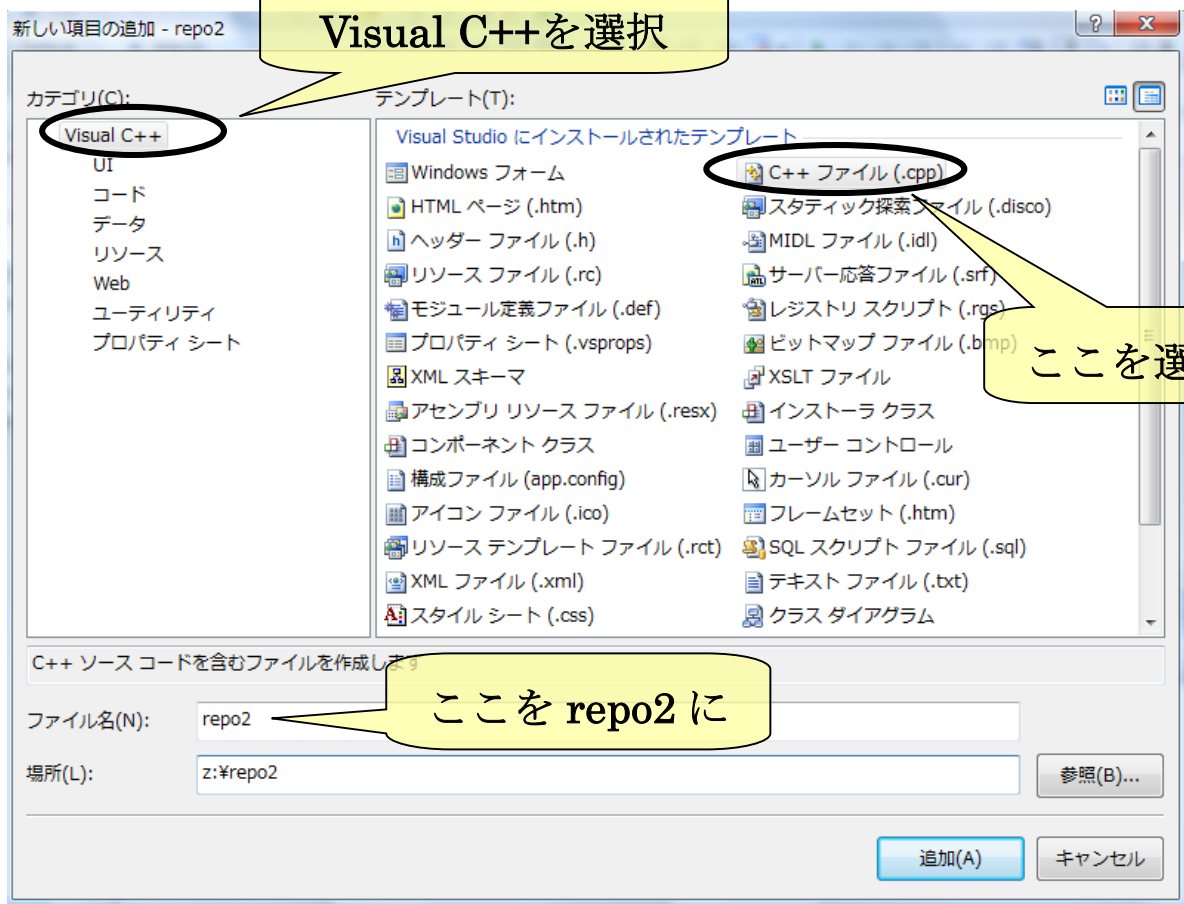 新しい項目の追加 - repo2
Visual C++を選択
カテゴリ(C):
テンプレート(T):
Visual C++
UI
コード
データ
リソース
Web
ユーティリティ
プロパティ シート
Visual Studio にインストールされたテンプレート
Windows フォーム
C++ ファイル (.cpp)
HTML ページ (.htm)
スタティック探索ファイル (.disco)
ヘッダー ファイル (.h)
MIDL ファイル (.idl)
リソース ファイル (.rc)
サーバー応答ファイル (.srf)
モジュール定義ファイル (.def)
レジストリ スクリプト (.rgs)
プロパティ シート (.vsprops)
ビットマップ ファイル (.bmp)
ここを選
XML スキーマ
XSLT ファイル
アセンブリ リソース ファイル (.resx)
インストーラ クラス
コンポーネント クラス
ユーザー コントロール
構成ファイル (app.config)
カーソル ファイル (.cur)
アイコン ファイル (.ico)
フレームセット (.htm)
リソース テンプレート ファイル (.rct)
SQL スクリプト ファイル (.sql)
XML ファイル (.xml)
テキスト ファイル (.txt)
スタイル シート (.css)
クラス ダイアグラム
C++ ソース コードを含むファイルを作成します
ここを repo2 に
ファイル名(N):
repo2
場所(L):
z:¥repo2
参照(B)...
追加(A)
キャンセル